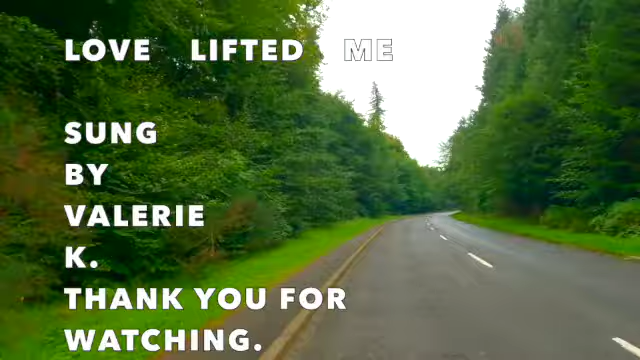 LOVE LIFTED ME
SUNG
BY
VALERIE
K.
THANK YOU FOR
WATCHING.